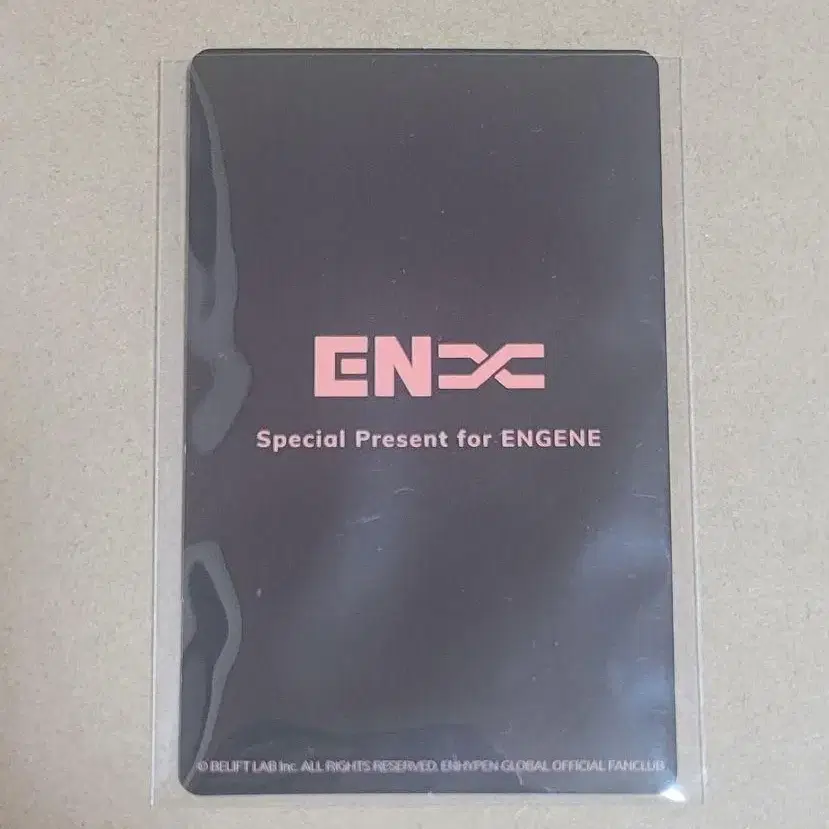 EN
Special Present for ENGENE
© BELIFT LAB Inc. ALL RIGHTS RESERVED. ENHYPEN GLOBAL OFFICIAL FANCLUB